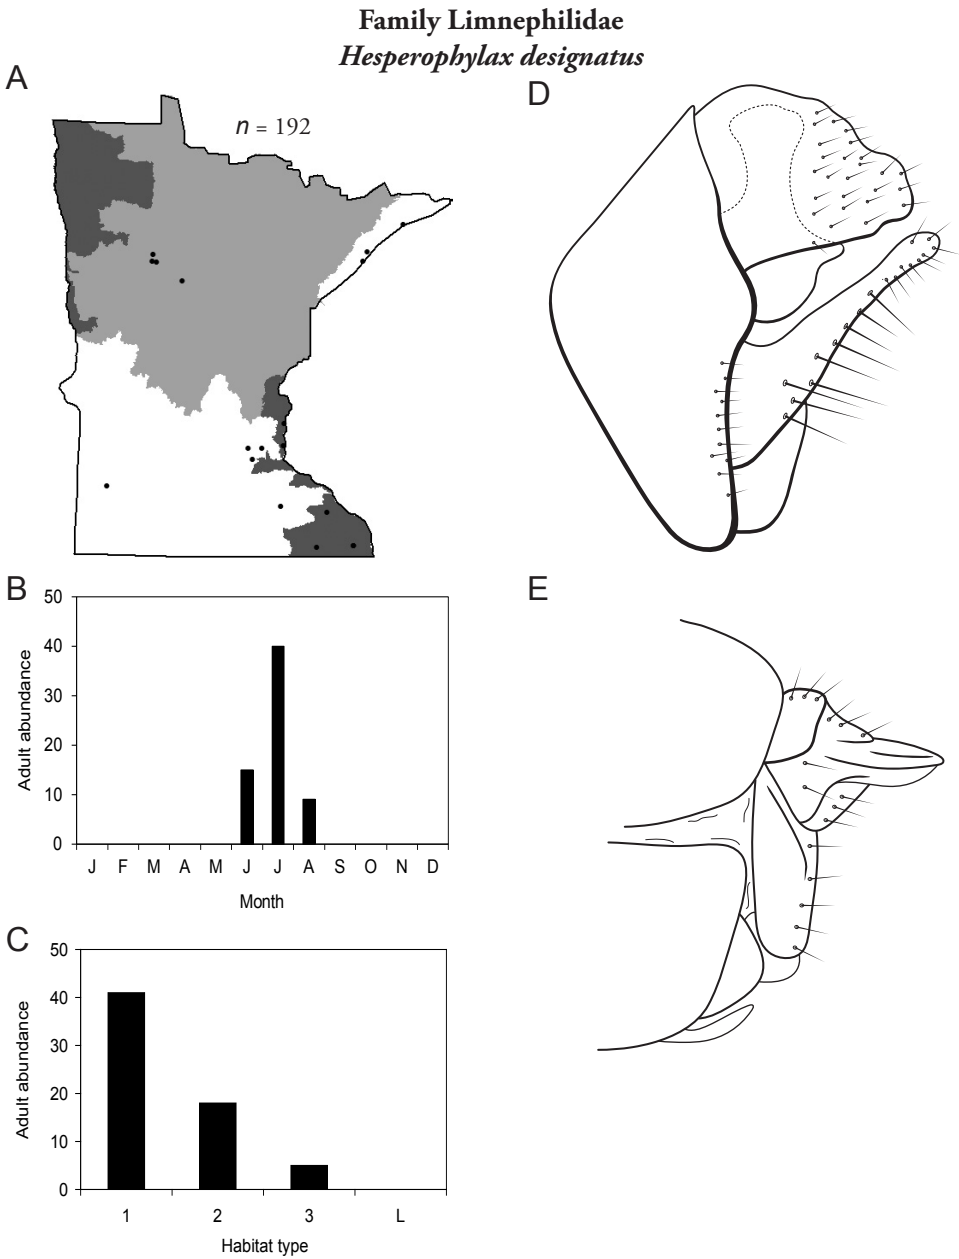 Family Limnephilidae
Hesperophylax designatus
A
n = 192
B
50
40
30
20
10
0
Adult abundance
J F M A M J J A S O N D
Month
C
50
40
30
20
10
0
Adult abundance
1 2 3 L
Habitat type
D
E